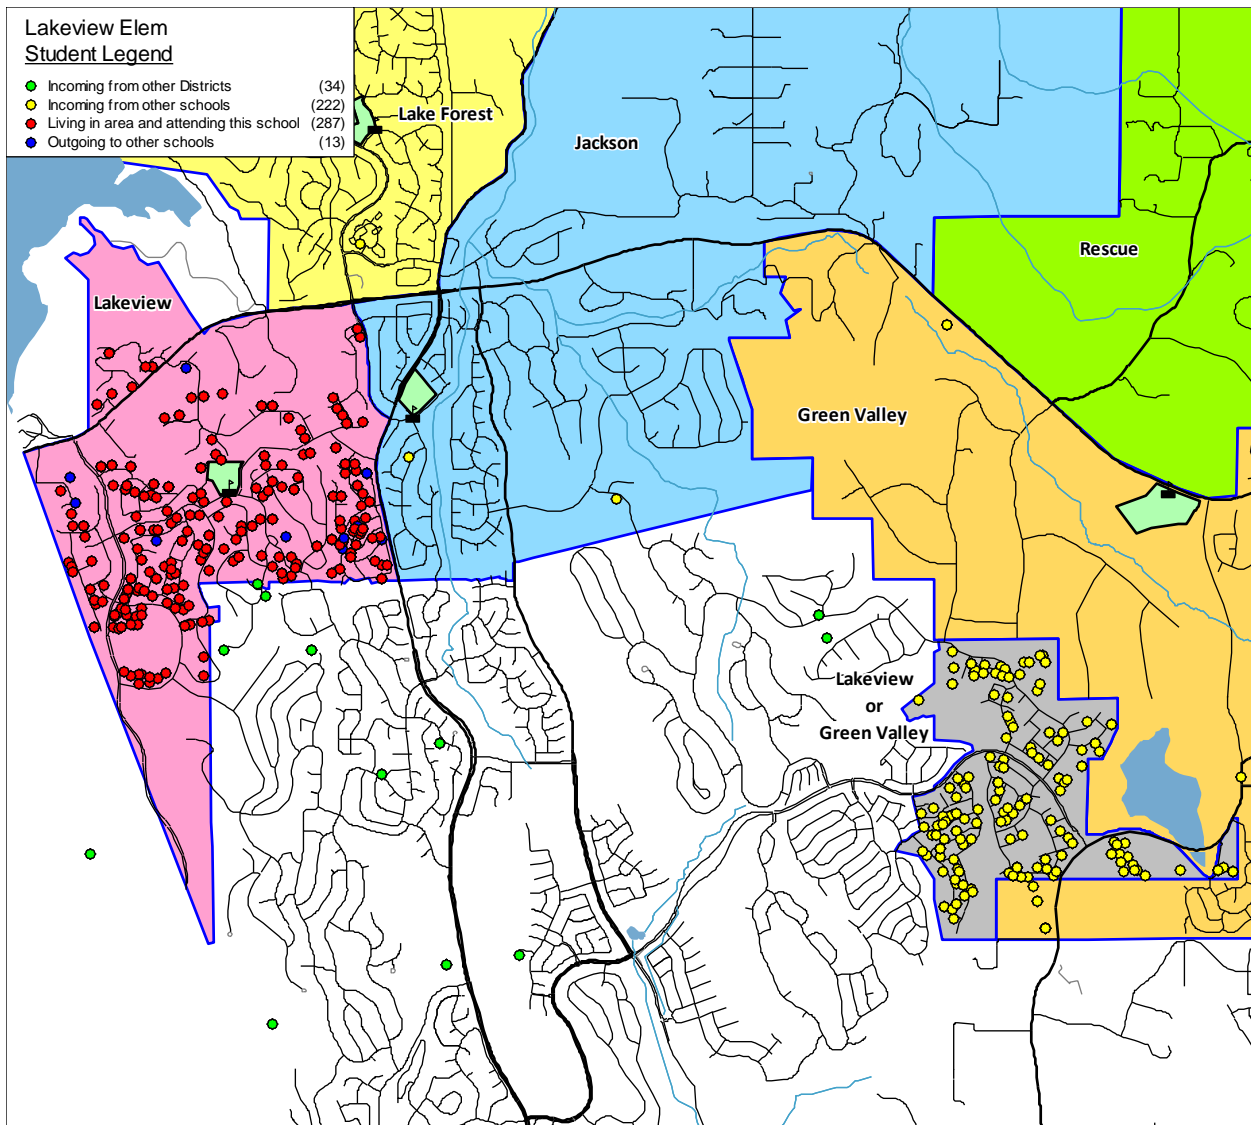 Lakeview Elem
Student Legend
Incoming from other Districts (34)
Incoming from other schools (222)
Living in area and attending this school (287)
Outgoing to other schools (13)
Lake Forest
Jackson
Rescue
Lakeview
Green Valley
Lakeview
or
Green Valley